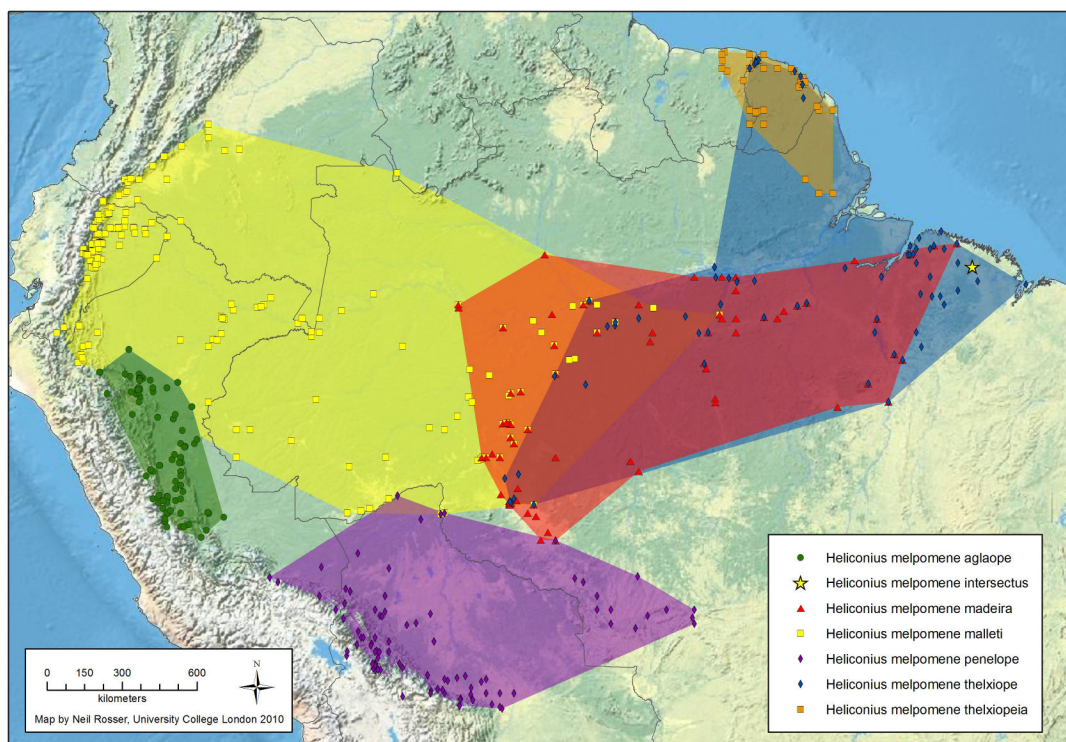 Heliconius melpomene aglaope
Heliconius melpomene intersectus
Heliconius melpomene madeira
Heliconius melpomene malleti
Heliconius melpomene penelope
Heliconius melpomene thelxiope
Heliconius melpomene thelxiopeia
0 150 300 600
kilometers
N
Map by Neil Rosser, University College London 2010